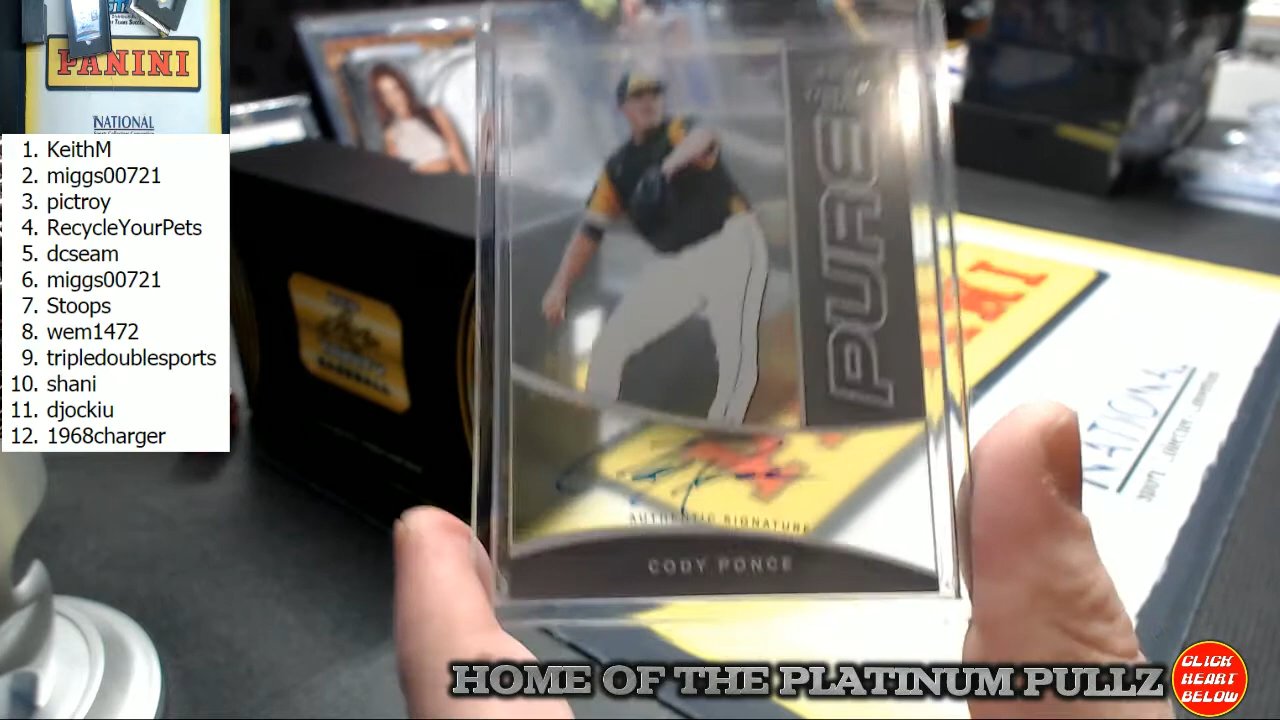 PANINI
NATIONAL
1. KeithM
2. miggs00721
3. pictroy
4. RecycleYourPets
5. dcseam
6. miggs00721
7. Stoops
8. wem1472
9. tripledoublesports
10. shani
11. djockiu
12. 1968charger
PURE
AUTHENTIC SIGNATURE
CODY PONCE
NATIONAL
HOME OF THE PLATINUM PULLZ
CLICK
HEART
BELOW